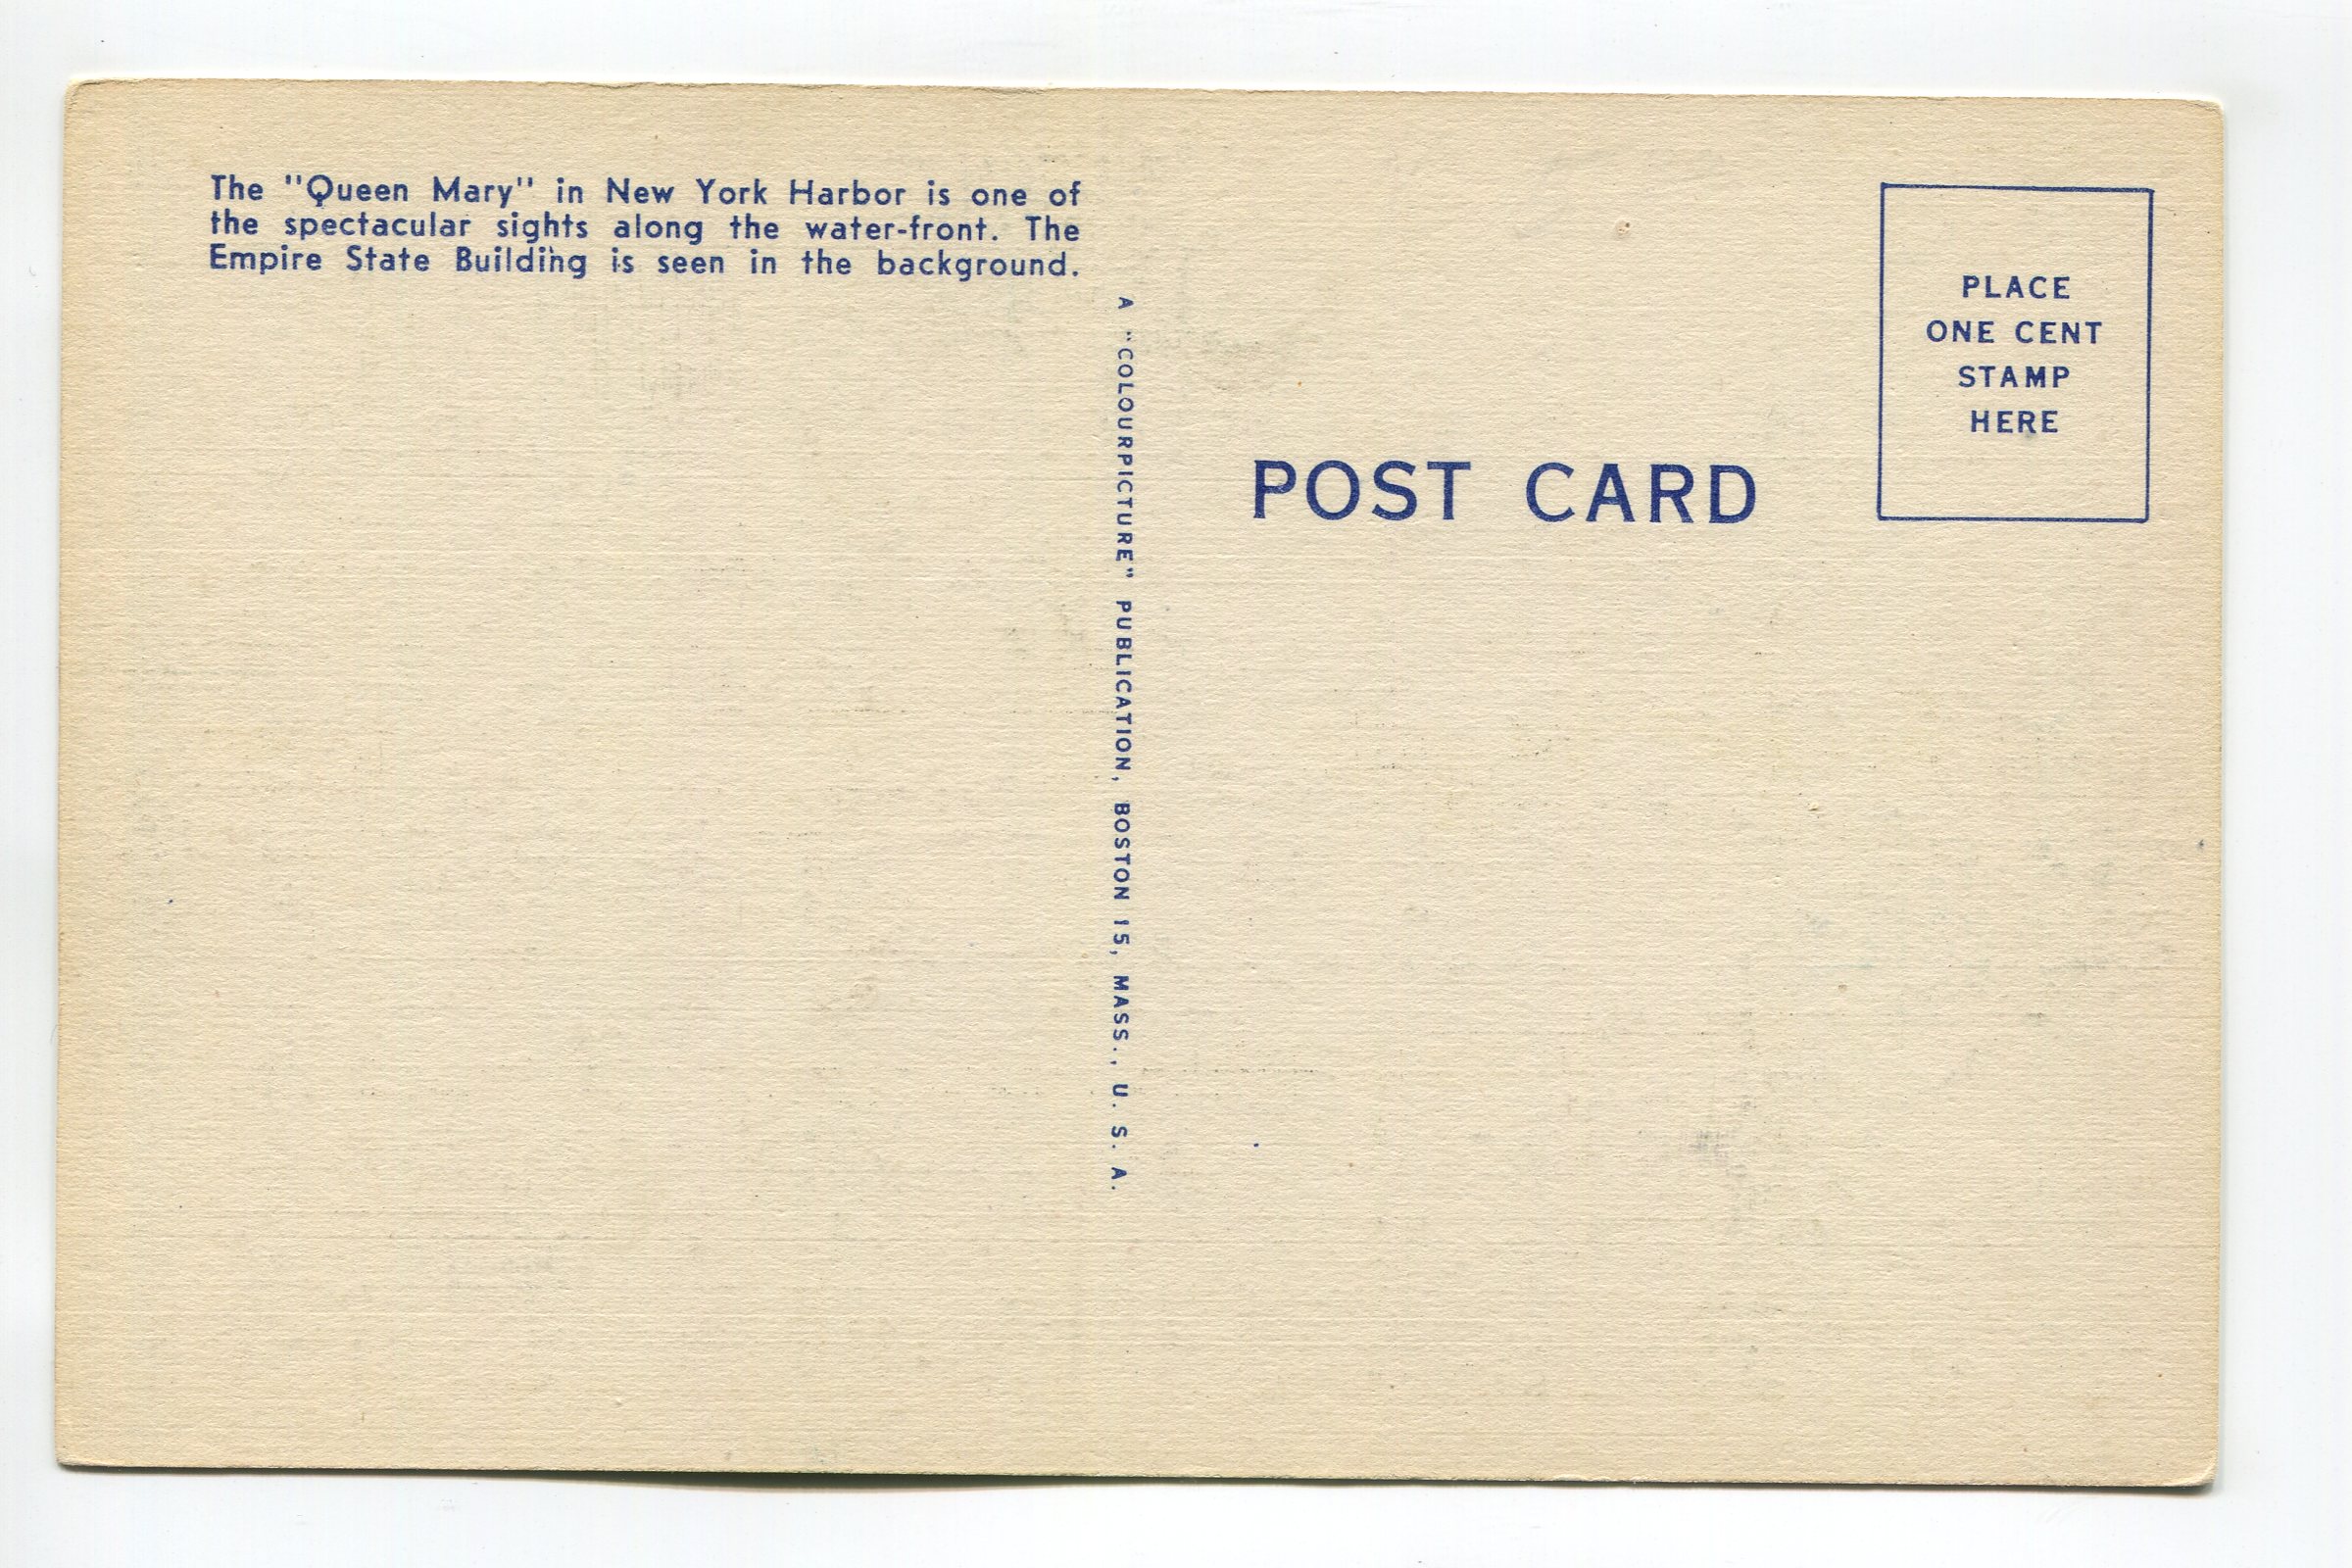 The "Queen Mary" in New York Harbor is one of
the spectacular sights along the water-front. The
Empire State Building is seen in the background.
A "COLOURPICTURE" PUBLICATION, BOSTON 15, MASS., U. S. A.
POST CARD
PLACE
ONE CENT
STAMP
HERE